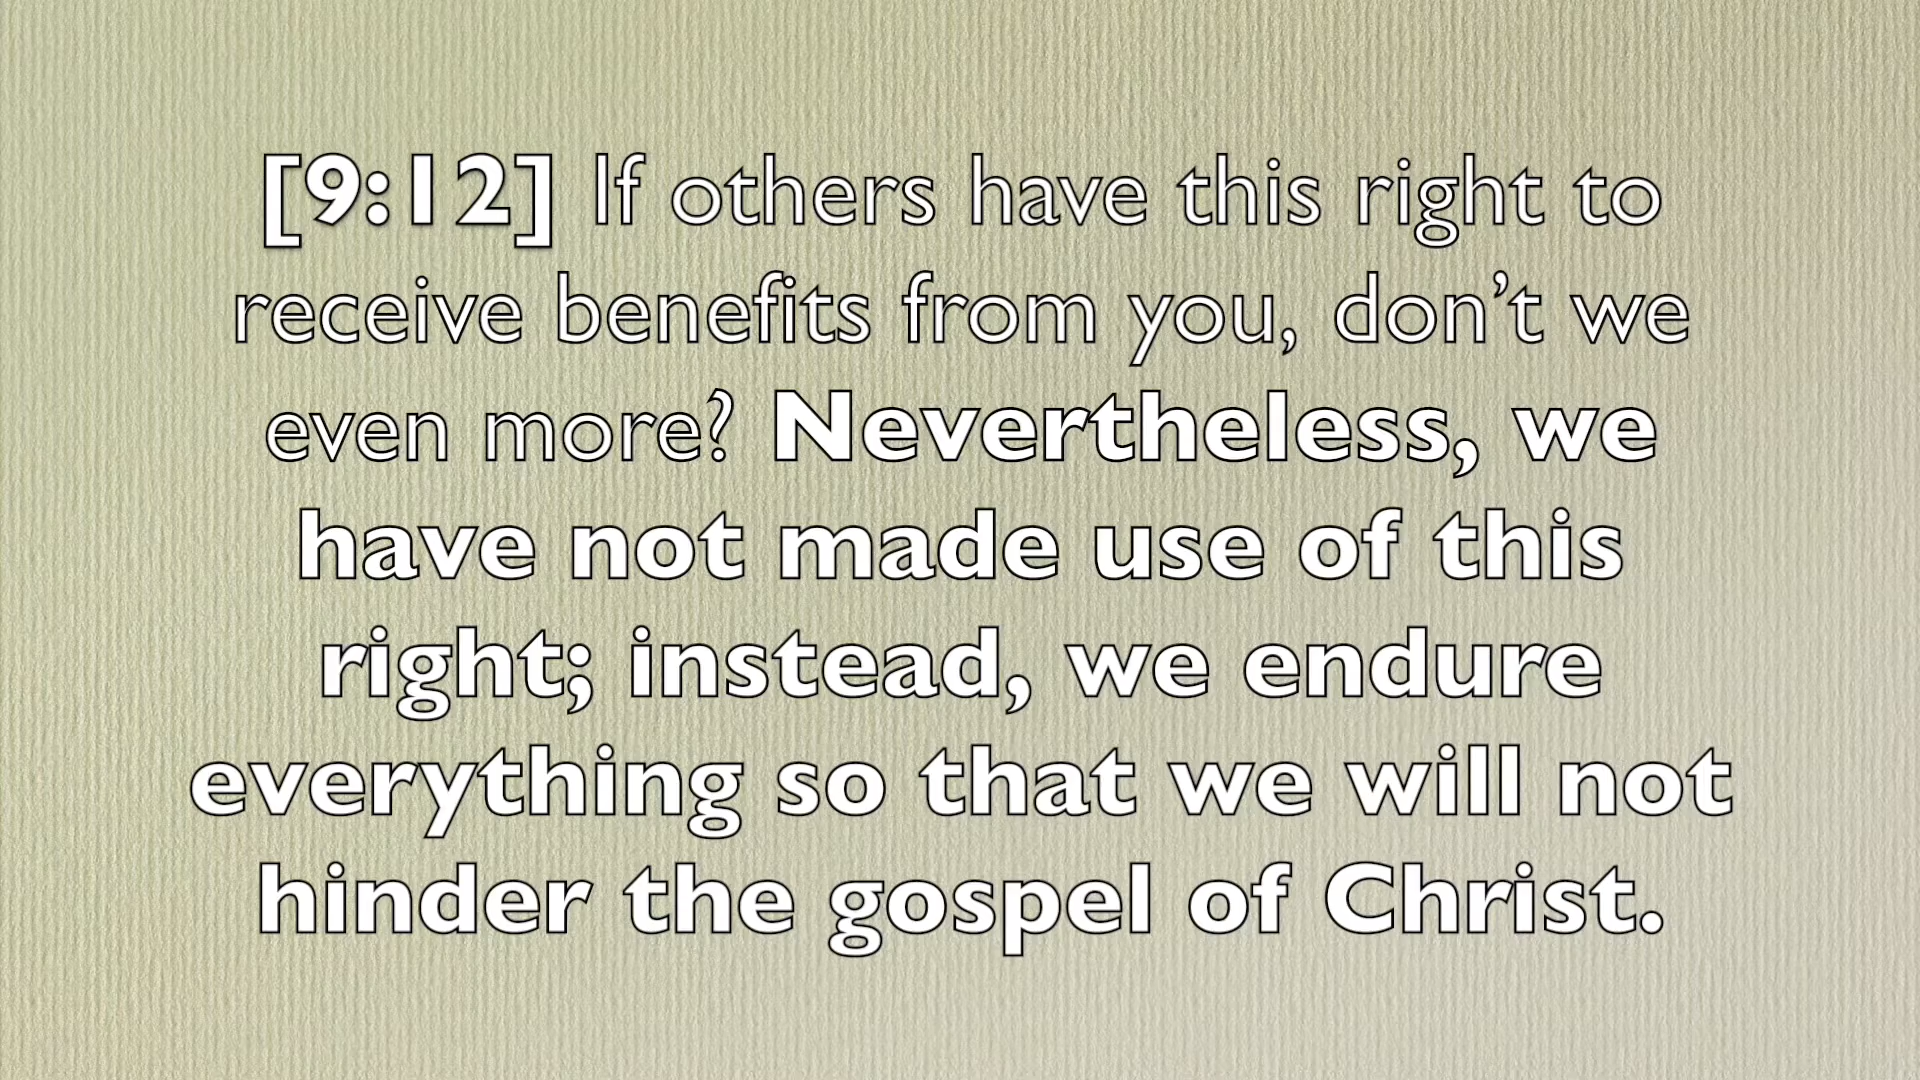 [9:12] If others have this right to
receive benefits from you, don’t we
even more? Nevertheless, we
have not made use of this
right; instead, we endure
everything so that we will not
hinder the gospel of Christ.